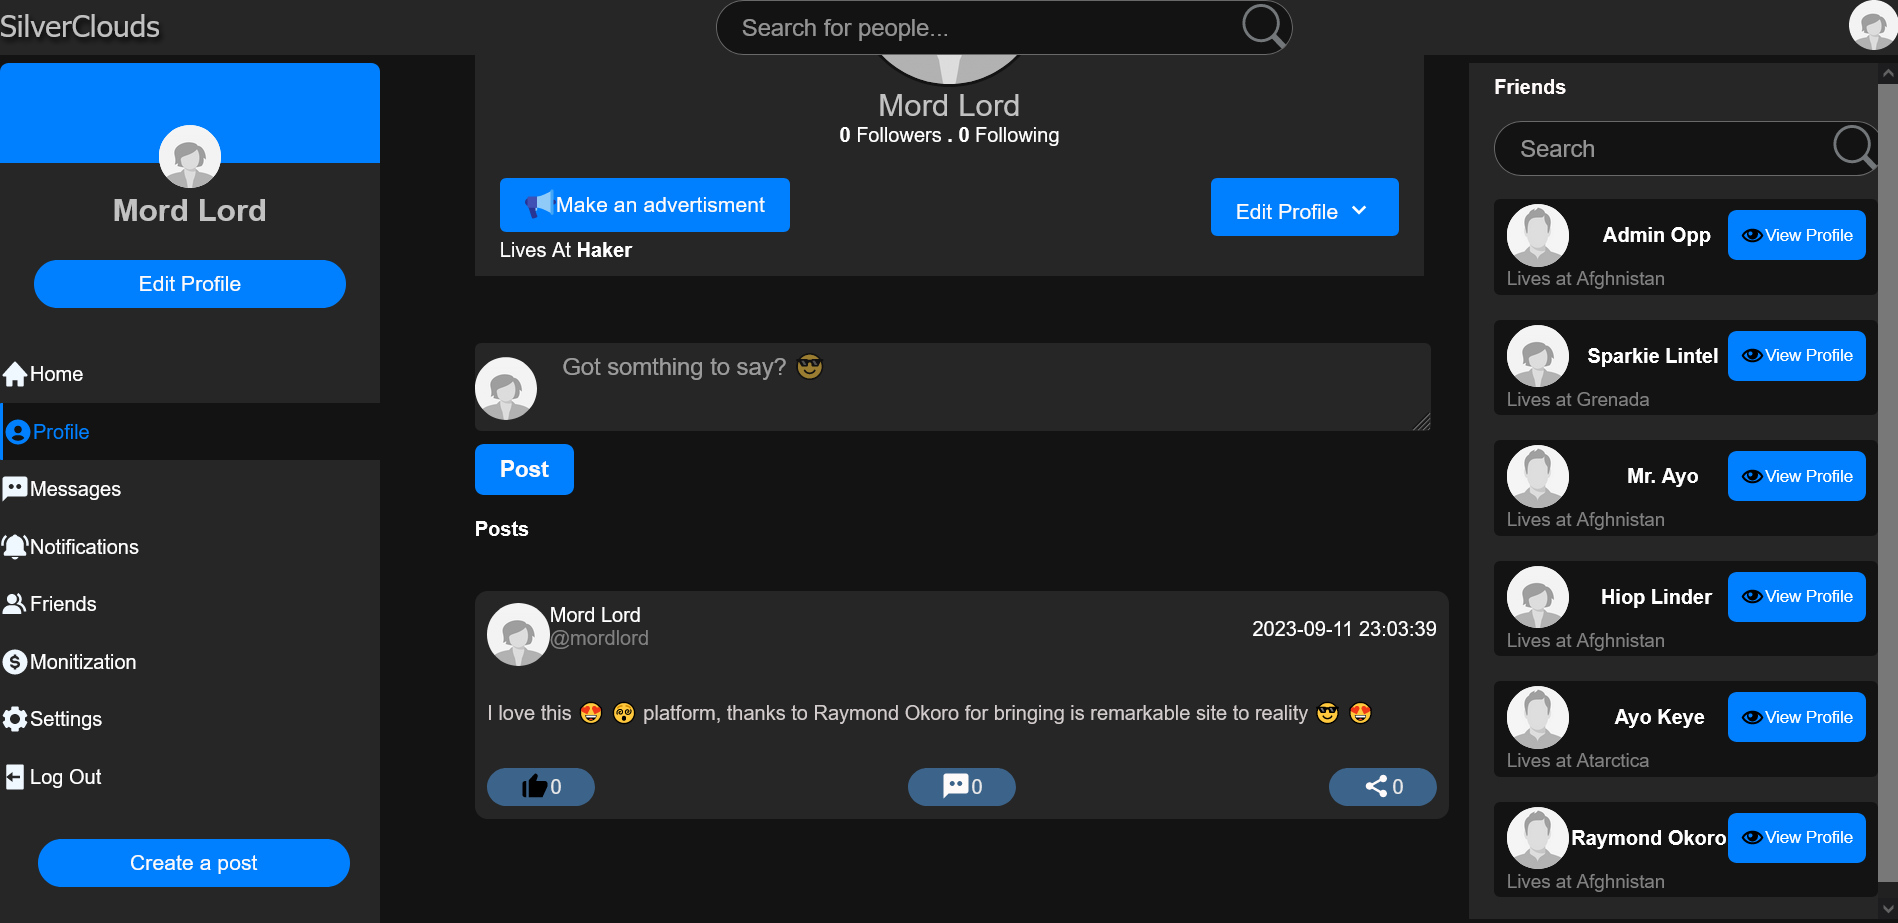 SilverClouds
Search for people...
Mord Lord
Edit Profile
Home
Profile
Messages
Notifications
Friends
Monitization
Settings
Log Out
Create a post
Mord Lord
0 Followers . 0 Following
Make an advertisment
Edit Profile
Lives At Haker
Got somthing to say? 😎
Post
Posts
Mord Lord
@mordlord
2023-09-11 23:03:39
I love this 😍 😵 platform, thanks to Raymond Okoro for bringing is remarkable site to reality 😎 😍
0
0
0
Friends
Search
Admin Opp
View Profile
Lives at Afghnistan
Sparkie Lintel
View Profile
Lives at Grenada
Mr. Ayo
View Profile
Lives at Afghnistan
Hiop Linder
View Profile
Lives at Afghnistan
Ayo Keye
View Profile
Lives at Atarctica
Raymond Okoro
View Profile
Lives at Afghnistan